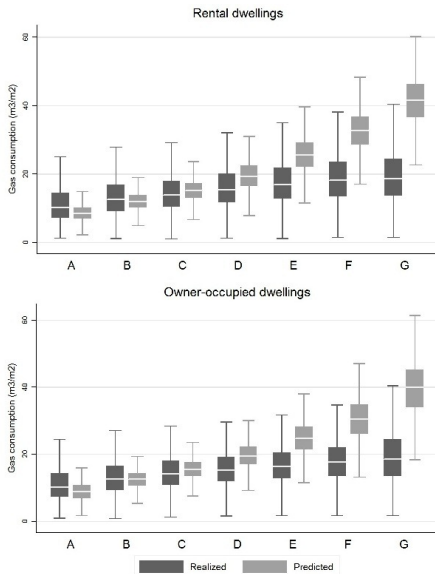 Rental dwellings
Gas consumption (m3/m2)
60
40
20
0
A B C D E F G
Owner-occupied dwellings
Gas consumption (m3/m2)
60
40
20
0
A B C D E F G
Realized Predicted